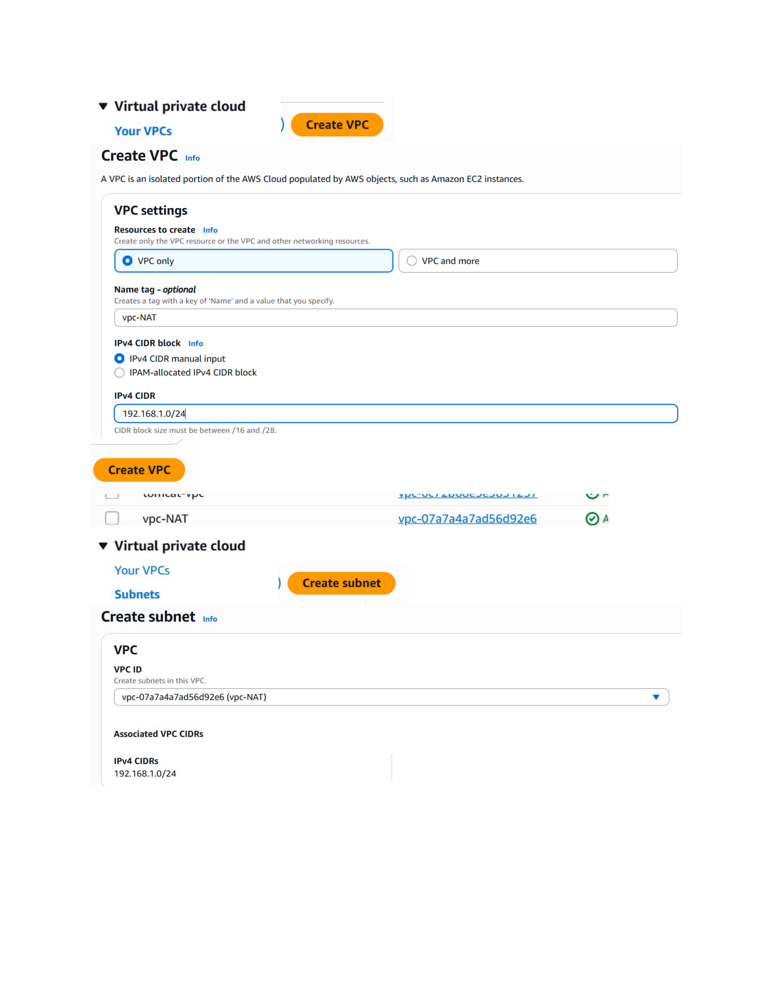 Virtual private cloud
Your VPCs
Create VPC
Create VPC Info
A VPC is an isolated portion of the AWS Cloud populated by AWS objects, such as Amazon EC2 instances.
VPC settings
Resources to create Info
Create only the VPC resource or the VPC and other networking resources.
VPC only
VPC and more
Name tag - optional
Creates a tag with a key of 'Name' and a value that you specify.
vpc-NAT
IPv4 CIDR block Info
IPv4 CIDR manual input
IPAM-allocated IPv4 CIDR block
IPv4 CIDR
192.168.1.0/24
CIDR block size must be between /16 and /28.
Create VPC
tomcat-vpc
vpc-NAT vpc-07a7a4a7ad56d92e6 A
Virtual private cloud
Your VPCs
Subnets
Create subnet
Create subnet Info
VPC
VPC ID
Create subnets in this VPC.
vpc-07a7a4a7ad56d92e6 (vpc-NAT)
Associated VPC CIDRs
IPv4 CIDRs
192.168.1.0/24